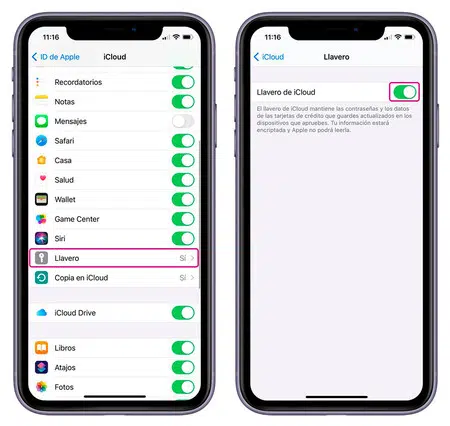 11:16
ID de Apple
iCloud
Recordatorios
Notas
Mensajes
Safari
Casa
Salud
Wallet
Game Center
Siri
Llavero Sí
Copia en iCloud Sí
iCloud Drive
Libros
Atajos
Fotos
11:16
iCloud
Llavero
Llavero de iCloud
El llavero de iCloud mantiene las contraseñas y los datos
de las tarjetas de crédito que guardes actualizados en los
dispositivos que apruebes. Tu información estará
encriptada y Apple no podrá leerla.